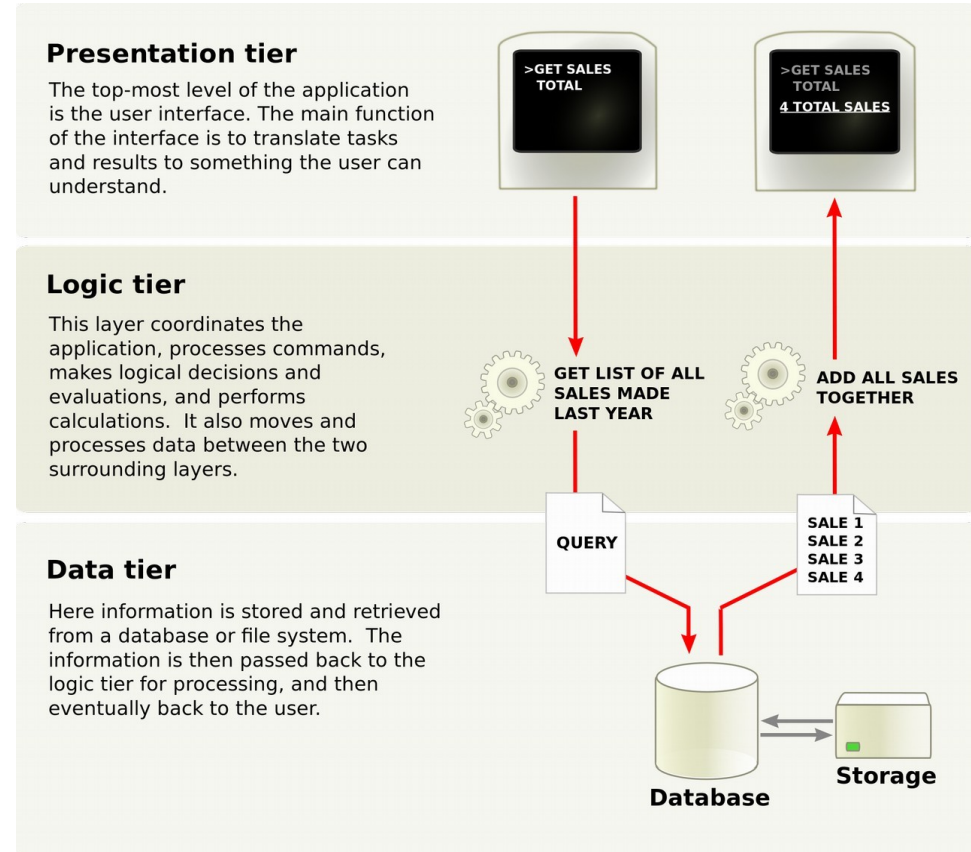 Presentation tier
The top-most level of the application
is the user interface. The main function
of the interface is to translate tasks
and results to something the user can
understand.
>GET SALES
TOTAL
>GET SALES
TOTAL
4 TOTAL SALES
Logic tier
This layer coordinates the
application, processes commands,
makes logical decisions and
evaluations, and performs
calculations.  It also moves and
processes data between the two
surrounding layers.
GET LIST OF ALL
SALES MADE
LAST YEAR
ADD ALL SALES
TOGETHER
QUERY
SALE 1
SALE 2
SALE 3
SALE 4
Data tier
Here information is stored and retrieved
from a database or file system.  The
information is then passed back to the
logic tier for processing, and then
eventually back to the user.
Database
Storage